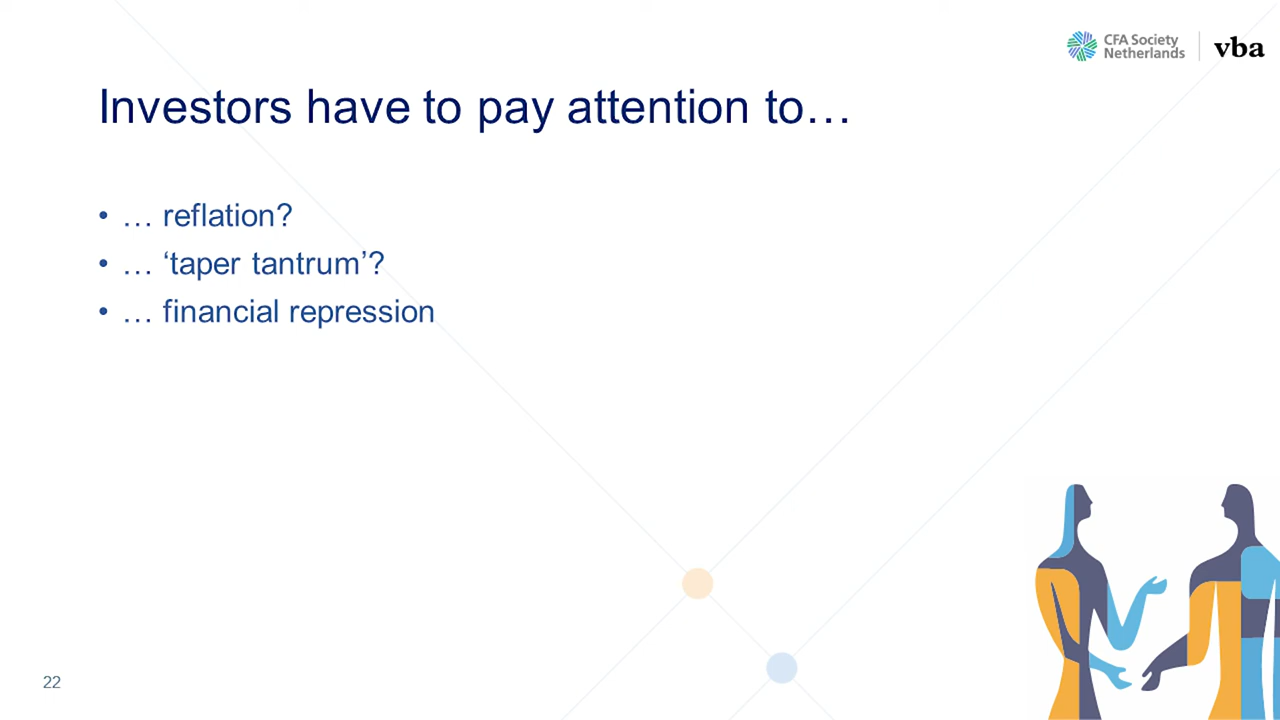 CFA Society
Netherlands
vba
Investors have to pay attention to…
• … reflation?
• … ‘taper tantrum’?
• … financial repression
22